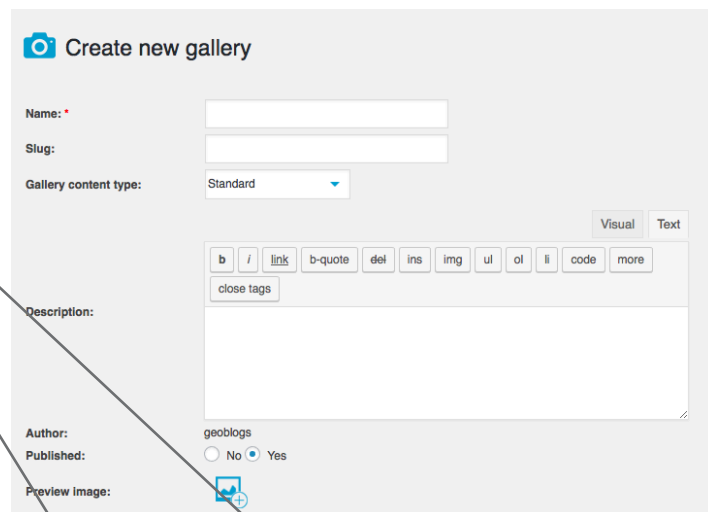 Create new gallery
Name: *
Slug:
Gallery content type: Standard
Visual Text
b i link b-quote del ins img ul ol li code more
close tags
Description:
Author: geoblogs
Published: No Yes
Preview image: